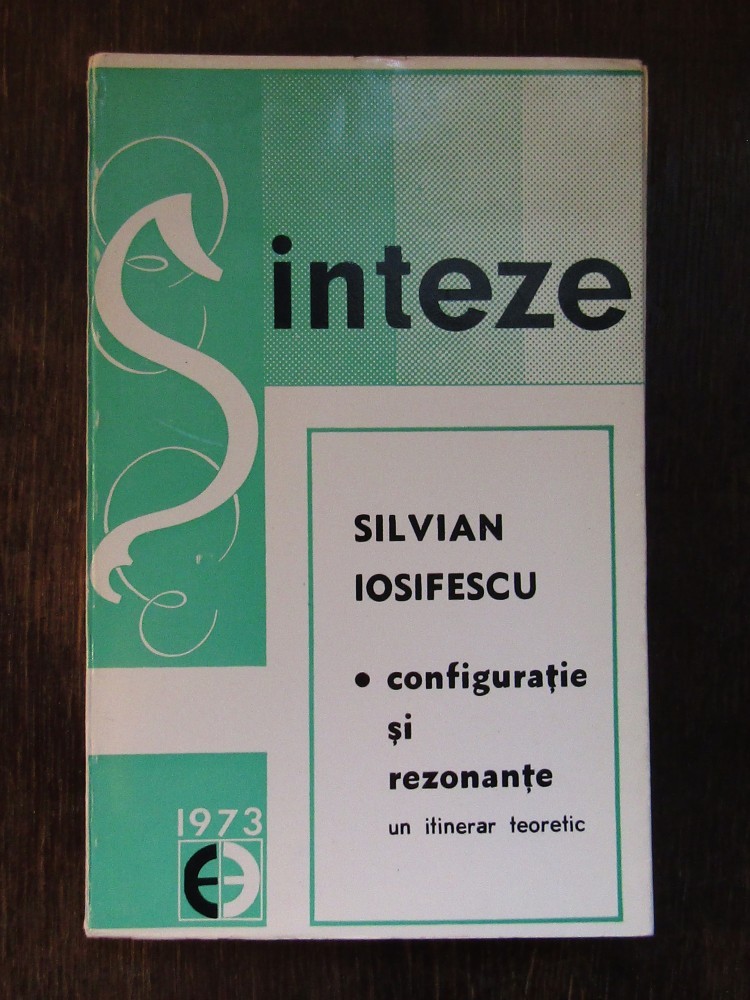 Sinteze
SILVIAN
IOSIFESCU
• configurație
și
rezonanțe
un itinerar teoretic
1973